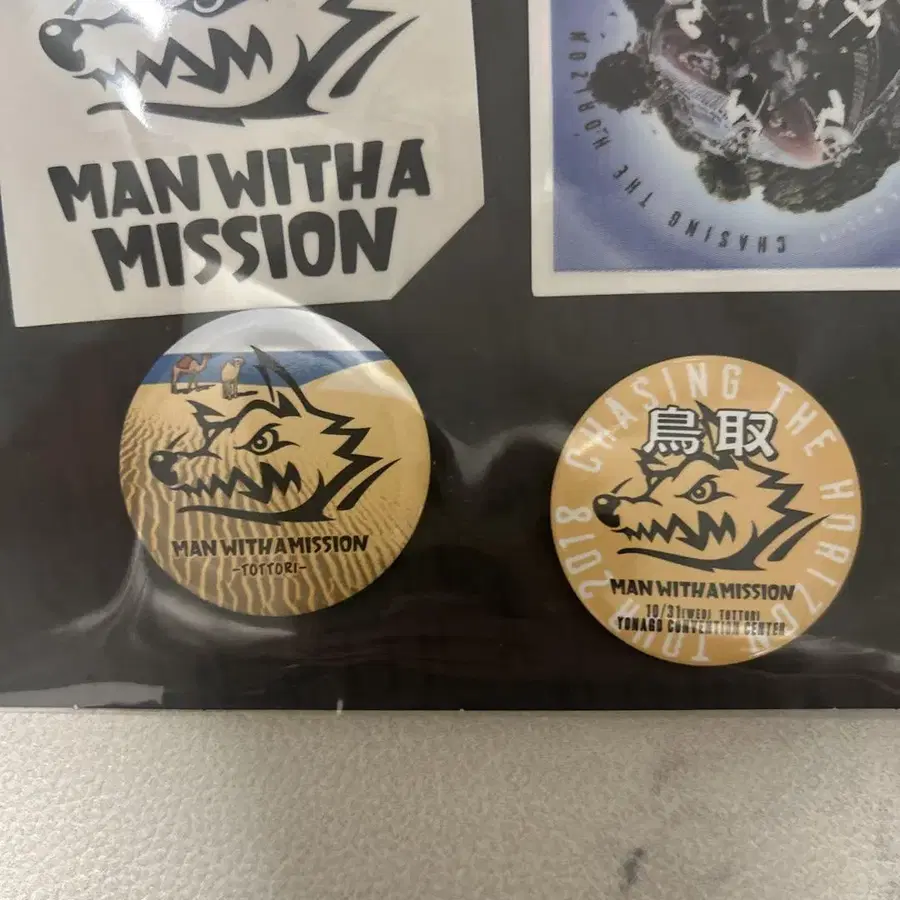 MAN WITH A
MISSION
CHASING THE HORIZON
MAN WITH A MISSION
-TOTTORI-
CHASING THE HORIZON TOUR 2018
鳥取
MAN WITH A MISSION
10/31(WED) TOTTORI
YONAGO CONVENTION CENTER